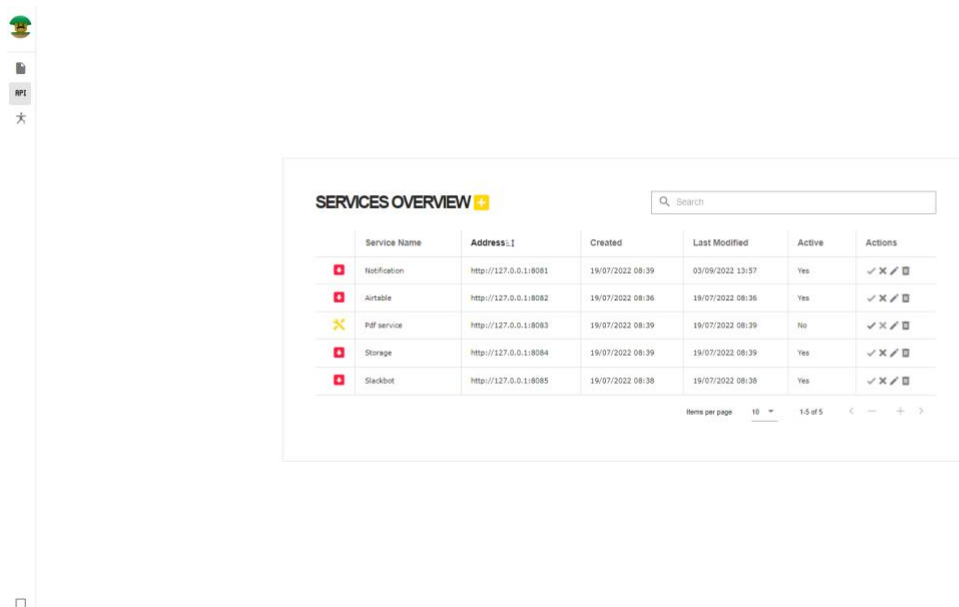 API
SERVICES OVERVIEW
Search
Service Name Address Created Last Modified Active Actions
Notification http://127.0.0.1:8081 19/07/2022 08:39 03/09/2022 13:57 Yes
Airtable http://127.0.0.1:8082 19/07/2022 08:36 19/07/2022 08:36 Yes
Pdf service http://127.0.0.1:8083 19/07/2022 08:39 19/07/2022 08:39 No
Storage http://127.0.0.1:8084 19/07/2022 08:39 19/07/2022 08:39 Yes
Slackbot http://127.0.0.1:8085 19/07/2022 08:38 19/07/2022 08:38 Yes
Items per page 10 1-5 of 5